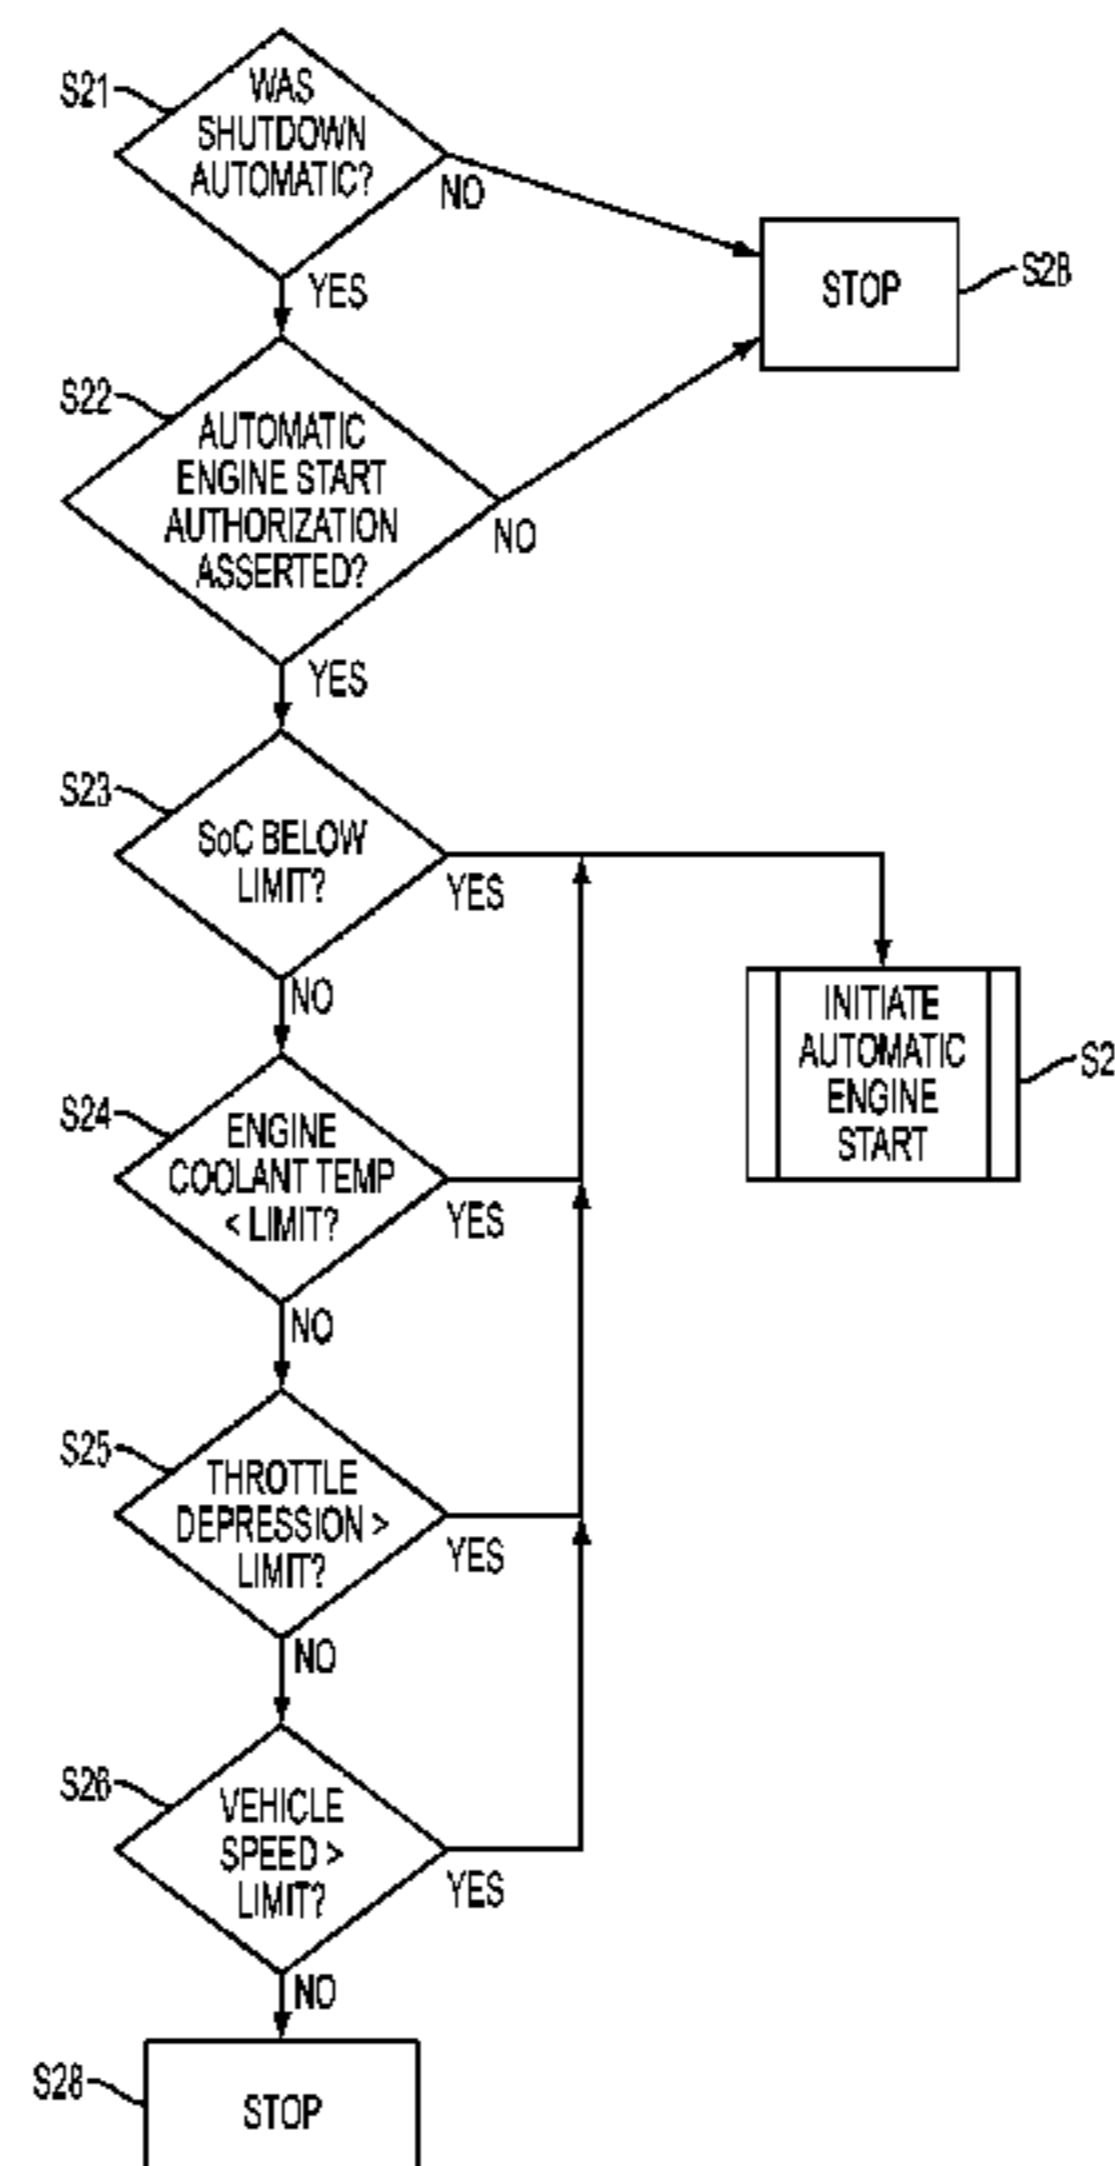 S21
WAS
SHUTDOWN
AUTOMATIC?
NO
YES
STOP
S28
S22
AUTOMATIC
ENGINE START
AUTHORIZATION
ASSERTED?
NO
YES
S23
SoC BELOW
LIMIT?
YES
NO
INITIATE
AUTOMATIC
ENGINE
START
S2
S24
ENGINE
COOLANT TEMP
< LIMIT?
YES
NO
S25
THROTTLE
DEPRESSION >
LIMIT?
YES
NO
S26
VEHICLE
SPEED >
LIMIT?
YES
NO
S28
STOP